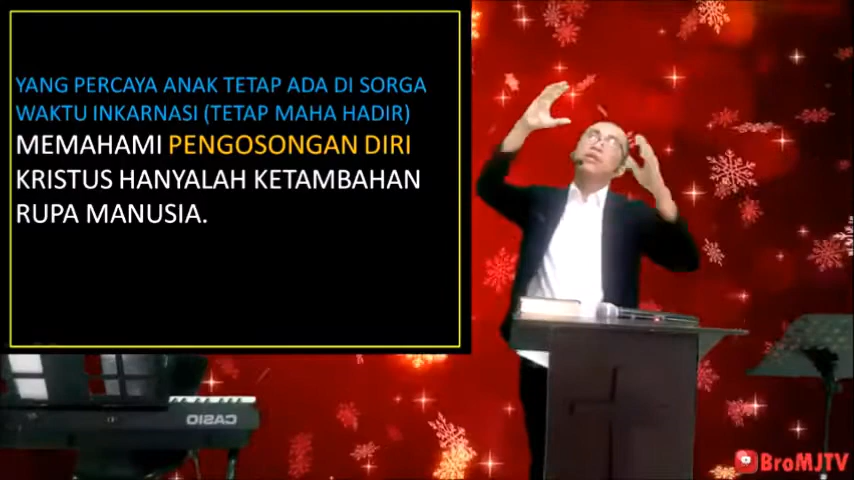 YANG PERCAYA ANAK TETAP ADA DI SORGA
WAKTU INKARNASI (TETAP MAHA HADIR)
MEMAHAMI PENGOSONGAN DIRI
KRISTUS HANYALAH KETAMBAHAN
RUPA MANUSIA.
CASIO
BroMJTV